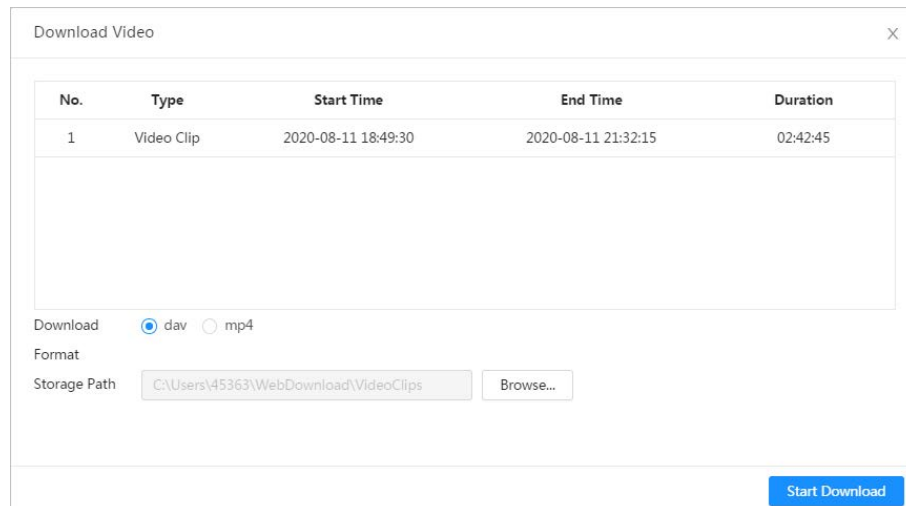 Download Video
X
No. Type Start Time End Time Duration
1 Video Clip 2020-08-11 18:49:30 2020-08-11 21:32:15 02:42:45
Download dav mp4
Format
Storage Path C:\Users\45363\WebDownload\VideoClips Browse...
Start Download